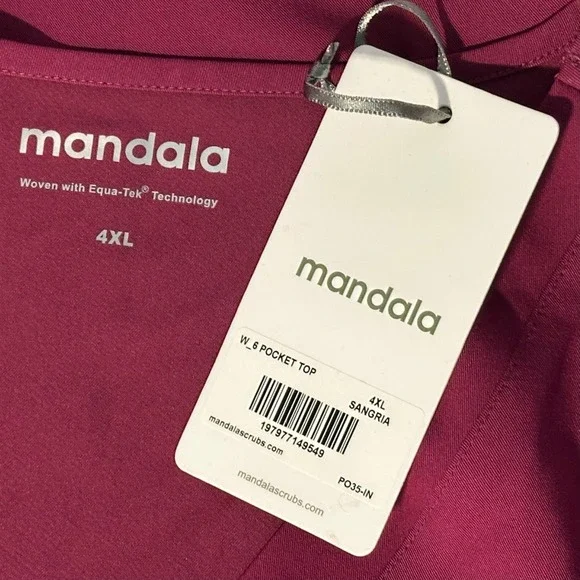 mandala
Woven with Equa-Tek® Technology
4XL
mandala
W_6 POCKET TOP
4XL
SANGRIA
197977149549
mandalascrubs.com
PO35-IN
mandalascrubs.com